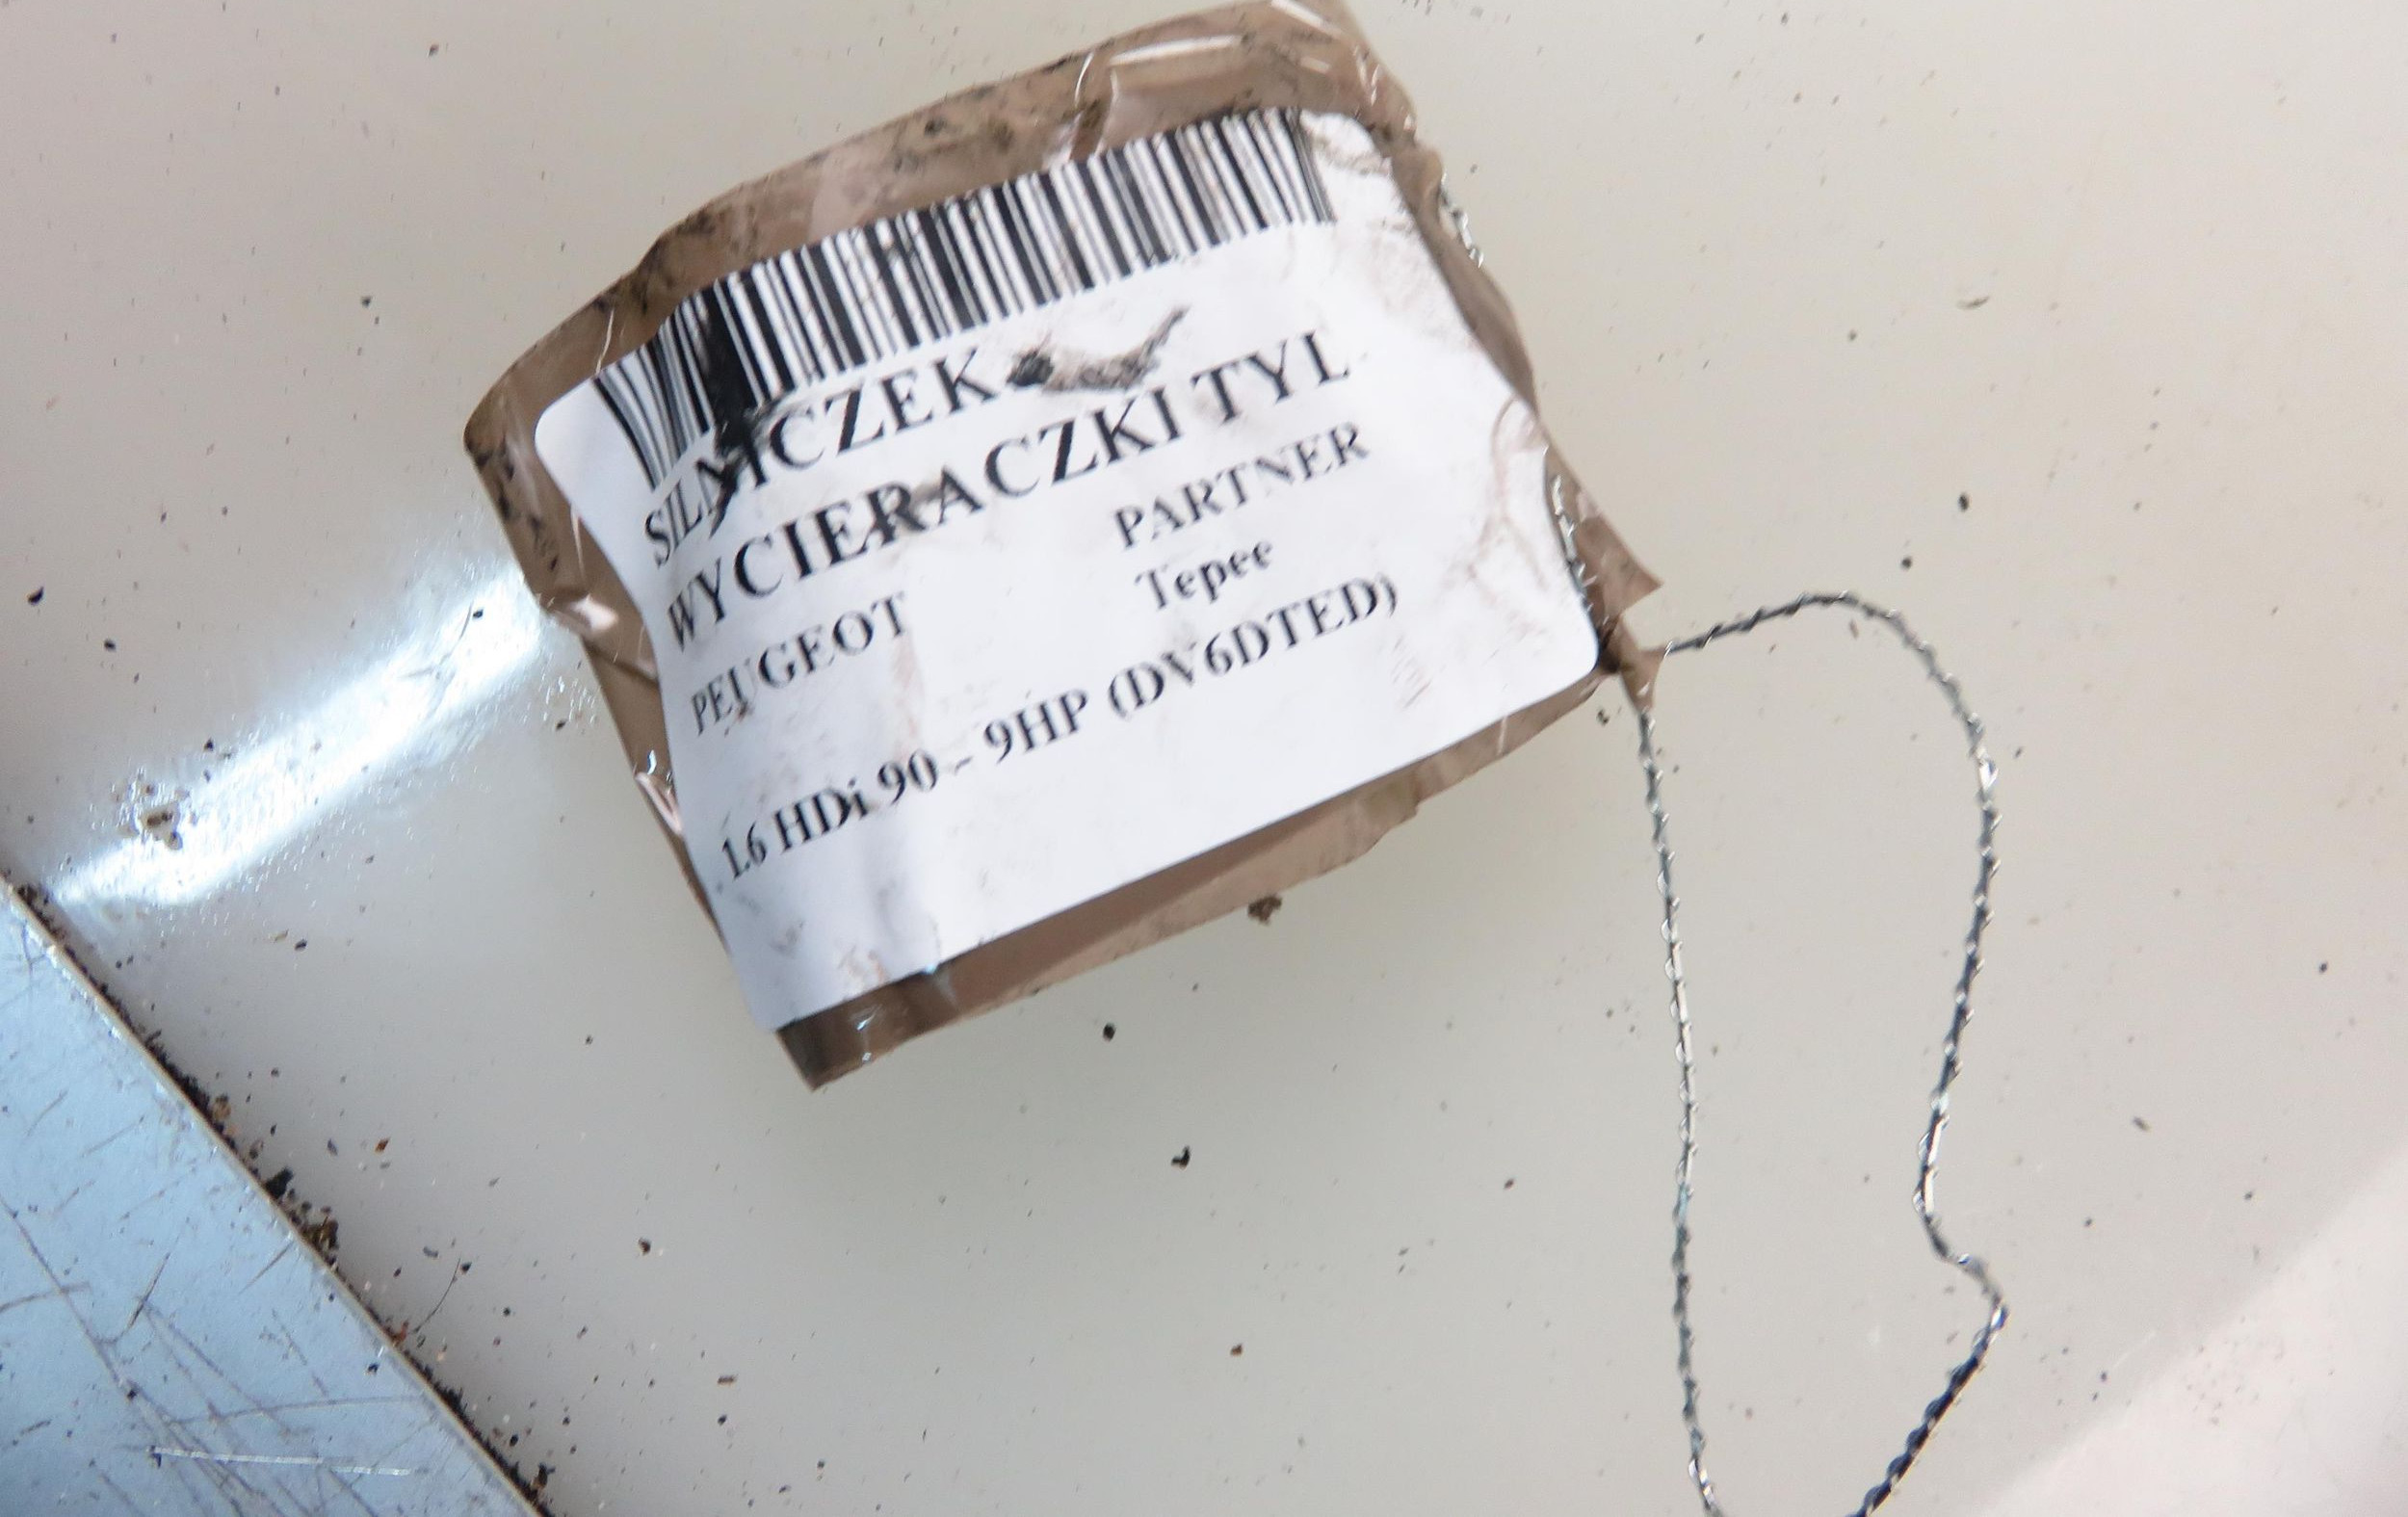 SILNICZEK
WYCIERACZKI TYL
PEUGEOT PARTNER
Tepee
1.6 HDi 90 - 9HP (DV6DTED)